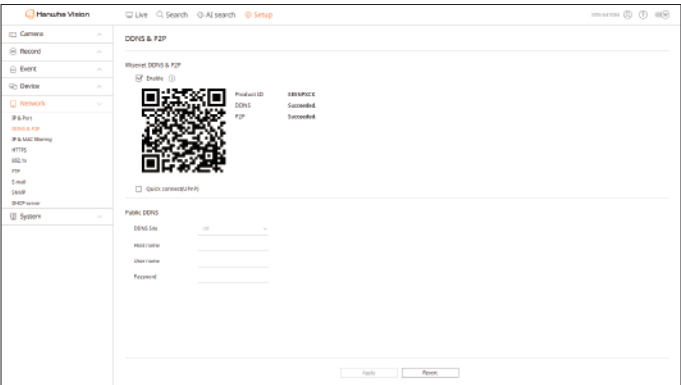 Hanwha Vision
Live Search AI search Setup
Camera
Record
Event
Device
Network
IP & Port
DDNS & P2P
IP & MAC filtering
HTTPS
802.1x
FTP
E-mail
SNMP
DHCP server
System
DDNS & P2P
Wisenet DDNS & P2P
Enable
Product ID
DDNS Succeeded.
P2P Succeeded.
Quick connect(UPnP)
Public DDNS
DDNS Site Off
Host name
User name
Password
Apply Revert